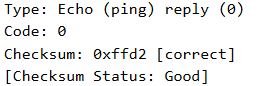 Type: Echo (ping) reply (0)
Code: 0
Checksum: 0xffd2 [correct]
[Checksum Status: Good]